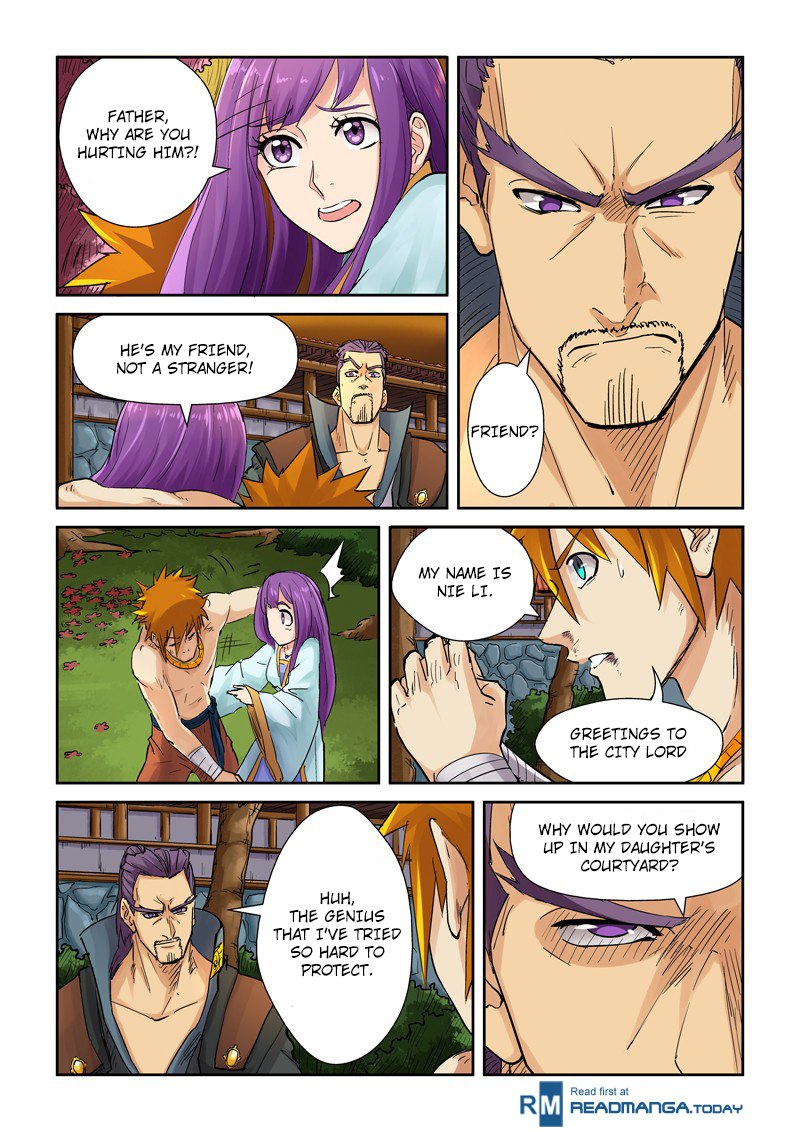 FATHER,
WHY ARE YOU
HURTING HIM?!
FRIEND?
HE'S MY FRIEND,
NOT A STRANGER!
MY NAME IS
NIE LI.
GREETINGS TO
THE CITY LORD
HUH,
THE GENIUS
THAT I'VE TRIED
SO HARD TO
PROTECT.
WHY WOULD YOU SHOW
UP IN MY DAUGHTER'S
COURTYARD?
RM
Read first at
READMANGA.TODAY